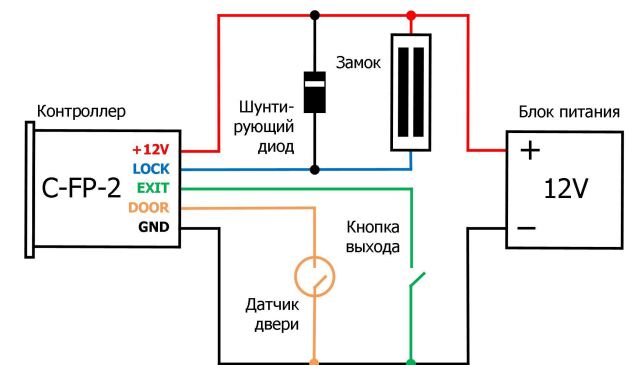 Замок
Контроллер
Шунти-
рующий
диод
Блок питания
+12V
LOCK
EXIT
DOOR
GND
C-FP-2
+
12V
−
Кнопка
выхода
Датчик
двери